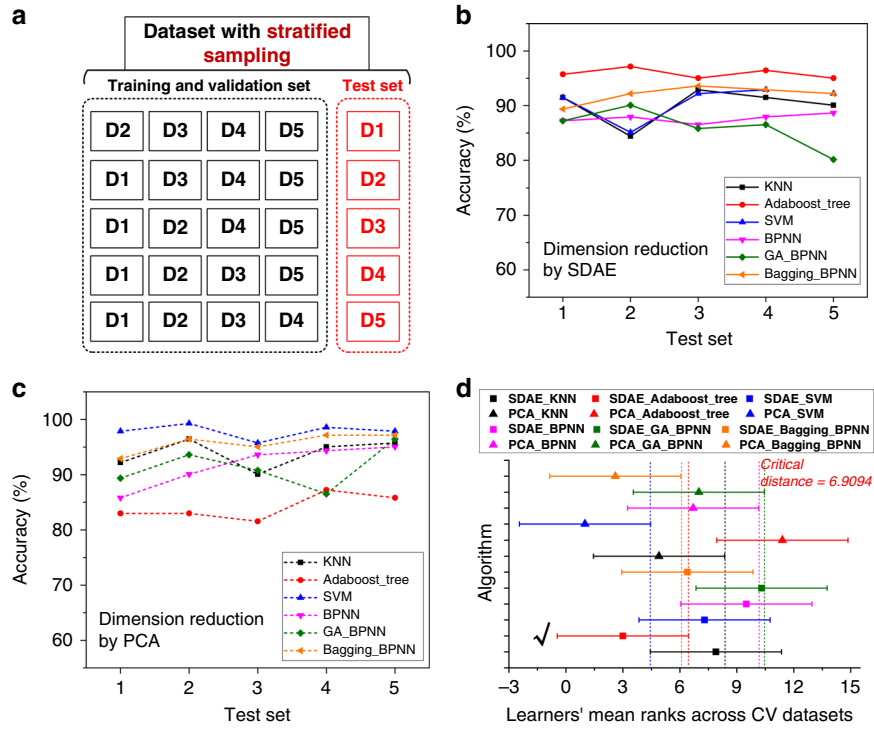 a
Dataset with stratified
sampling
Training and validation set
Test set
D2 D3 D4 D5 D1
D1 D3 D4 D5 D2
D1 D2 D4 D5 D3
D1 D2 D3 D5 D4
D1 D2 D3 D4 D5
b
100
90
80
70
60
Accuracy (%)
KNN
Adaboost_tree
SVM
BPNN
GA_BPNN
Bagging_BPNN
Dimension reduction
by SDAE
1 2 3 4 5
Test set
c
100
90
80
70
60
Accuracy (%)
KNN
Adaboost_tree
SVM
BPNN
GA_BPNN
Bagging_BPNN
Dimension reduction
by PCA
1 2 3 4 5
Test set
d
SDAE_KNN SDAE_Adaboost_tree SDAE_SVM
PCA_KNN PCA_Adaboost_tree PCA_SVM
SDAE_BPNN SDAE_GA_BPNN SDAE_Bagging_BPNN
PCA_BPNN PCA_GA_BPNN PCA_Bagging_BPNN
Critical
distance = 6.9094
Algorithm
√
−3 0 3 6 9 12 15
Learners' mean ranks across CV datasets